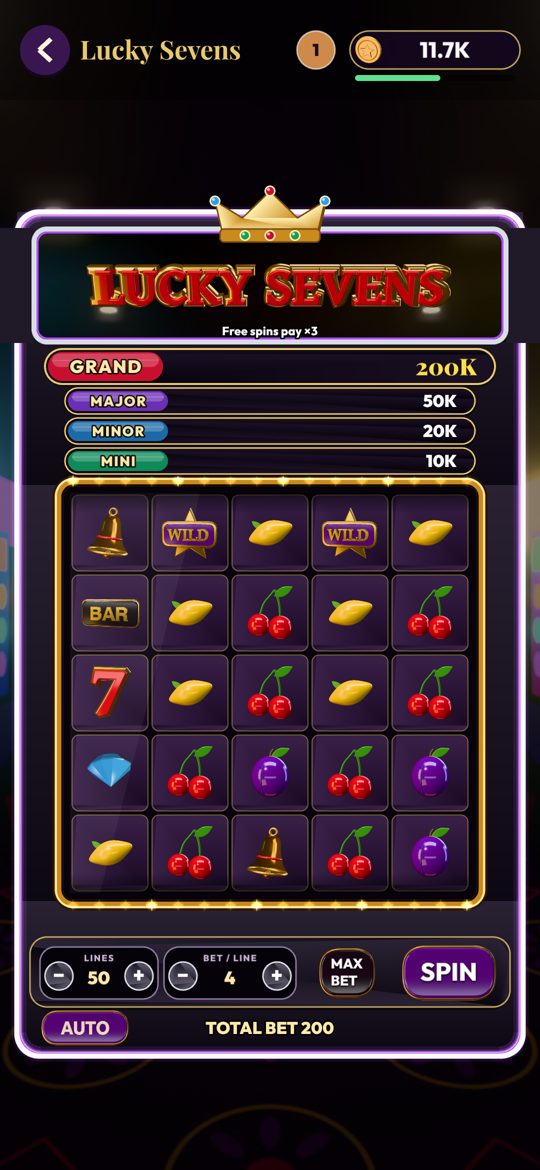 Lucky Sevens
1
11.7K
LUCKY SEVENS
Free spins pay ×3
GRAND 200K
MAJOR 50K
MINOR 20K
MINI 10K
WILD WILD
BAR
7
LINES BET / LINE
− 50 + − 4 + MAX BET SPIN
AUTO TOTAL BET 200